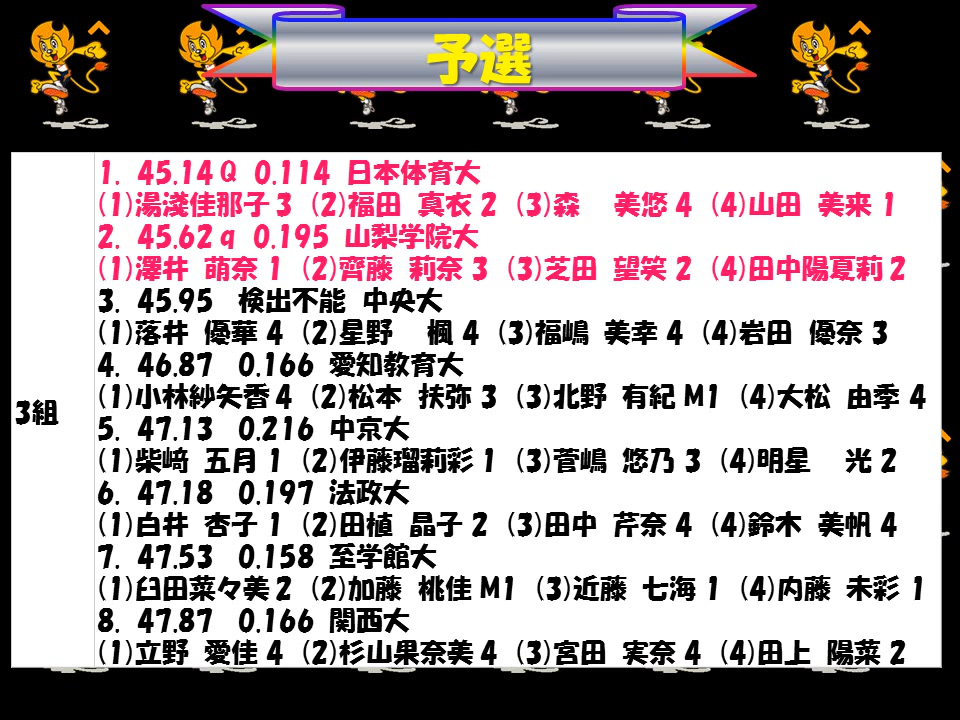 予選
3組
1. 45.14 Q 0.114 日本体育大
(1)湯淺佳那子 3 (2)福田 真衣 2 (3)森 美悠 4 (4)山田 美来 1
2. 45.62 q 0.195 山梨学院大
(1)澤井 萌奈 1 (2)齊藤 莉奈 3 (3)芝田 望笑 2 (4)田中陽夏莉 2
3. 45.95 検出不能 中央大
(1)落井 優華 4 (2)星野 楓 4 (3)福嶋 美幸 4 (4)岩田 優奈 3
4. 46.87 0.166 愛知教育大
(1)小林紗矢香 4 (2)松本 扶弥 3 (3)北野 有紀 M1 (4)大松 由季 4
5. 47.13 0.216 中京大
(1)柴﨑 五月 1 (2)伊藤瑠莉彩 1 (3)菅嶋 悠乃 3 (4)明星 光 2
6. 47.18 0.197 法政大
(1)白井 杏子 1 (2)田植 晶子 2 (3)田中 芹奈 4 (4)鈴木 美帆 4
7. 47.53 0.158 至学館大
(1)臼田菜々美 2 (2)加藤 桃佳 M1 (3)近藤 七海 1 (4)内藤 未彩 1
8. 47.87 0.166 関西大
(1)立野 愛佳 4 (2)杉山果奈美 4 (3)宮田 実奈 4 (4)田上 陽菜 2